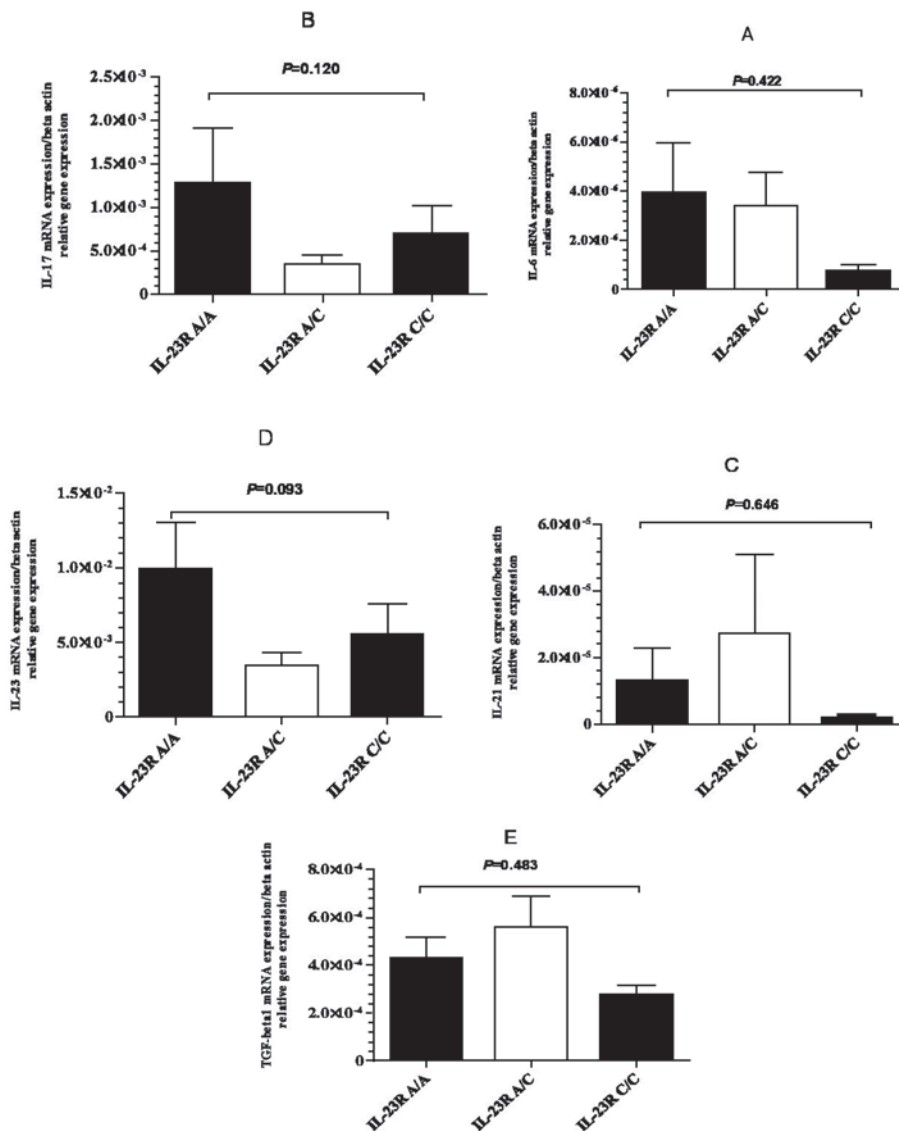 B
P=0.120
2.5×10-3
2.0×10-3
1.5×10-3
1.0×10-3
5.0×10-4
0
IL-17 mRNA expression/beta actin
relative gene expression
IL-23R A/A
IL-23R A/C
IL-23R C/C
A
P=0.422
8.0×10-6
6.0×10-6
4.0×10-6
2.0×10-6
0
IL-6 mRNA expression/beta actin
relative gene expression
IL-23R A/A
IL-23R A/C
IL-23R C/C
D
P=0.093
1.5×10-2
1.0×10-2
5.0×10-3
0
IL-23 mRNA expression/beta actin
relative gene expression
IL-23R A/A
IL-23R A/C
IL-23R C/C
C
P=0.646
6.0×10-5
4.0×10-5
2.0×10-5
0
IL-21 mRNA expression/beta actin
relative gene expression
IL-23R A/A
IL-23R A/C
IL-23R C/C
E
P=0.483
8.0×10-4
6.0×10-4
4.0×10-4
2.0×10-4
0
TGF-beta1 mRNA expression/beta actin
relative gene expression
IL-23R A/A
IL-23R A/C
IL-23R C/C